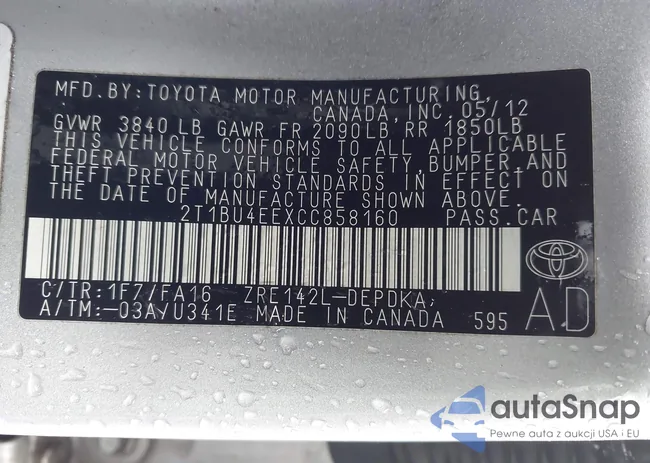 MFD. BY: TOYOTA MOTOR MANUFACTURING,
CANADA, INC. 05/12
GVWR 3840 LB GAWR FR 2090LB, RR 1850LB
THIS VEHICLE CONFORMS TO ALL APPLICABLE
FEDERAL MOTOR VEHICLE SAFETY, BUMPER, AND
THEFT PREVENTION STANDARDS IN EFFECT ON
THE DATE OF MANUFACTURE SHOWN ABOVE.
2T1BU4EEXCC858160 PASS. CAR
C/TR: 1F7/FA16 ZRE142L-DEPDKA,
A/TM: -03A/U341E MADE IN CANADA 595 AD
autaSnap
Pewne auta z aukcji USA i EU